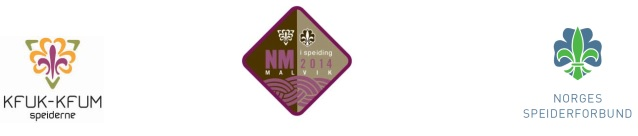 KFUK-KFUM
speiderne
NM i speiding
2014
MALVIK
NORGES
SPEIDERFORBUND